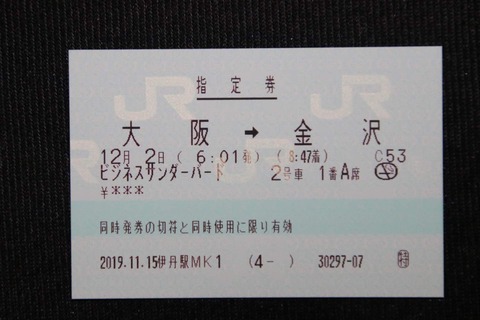 指定券
大阪 → 金沢
12月 2日 ( 6:01発) ( 8:47着) C53
ビジネスサンダーバード 2号車 1番A席
¥***
同時発券の切符と同時使用に限り有効
2019.11.15伊丹駅MK1 (4- ) 30297-07 ㊕